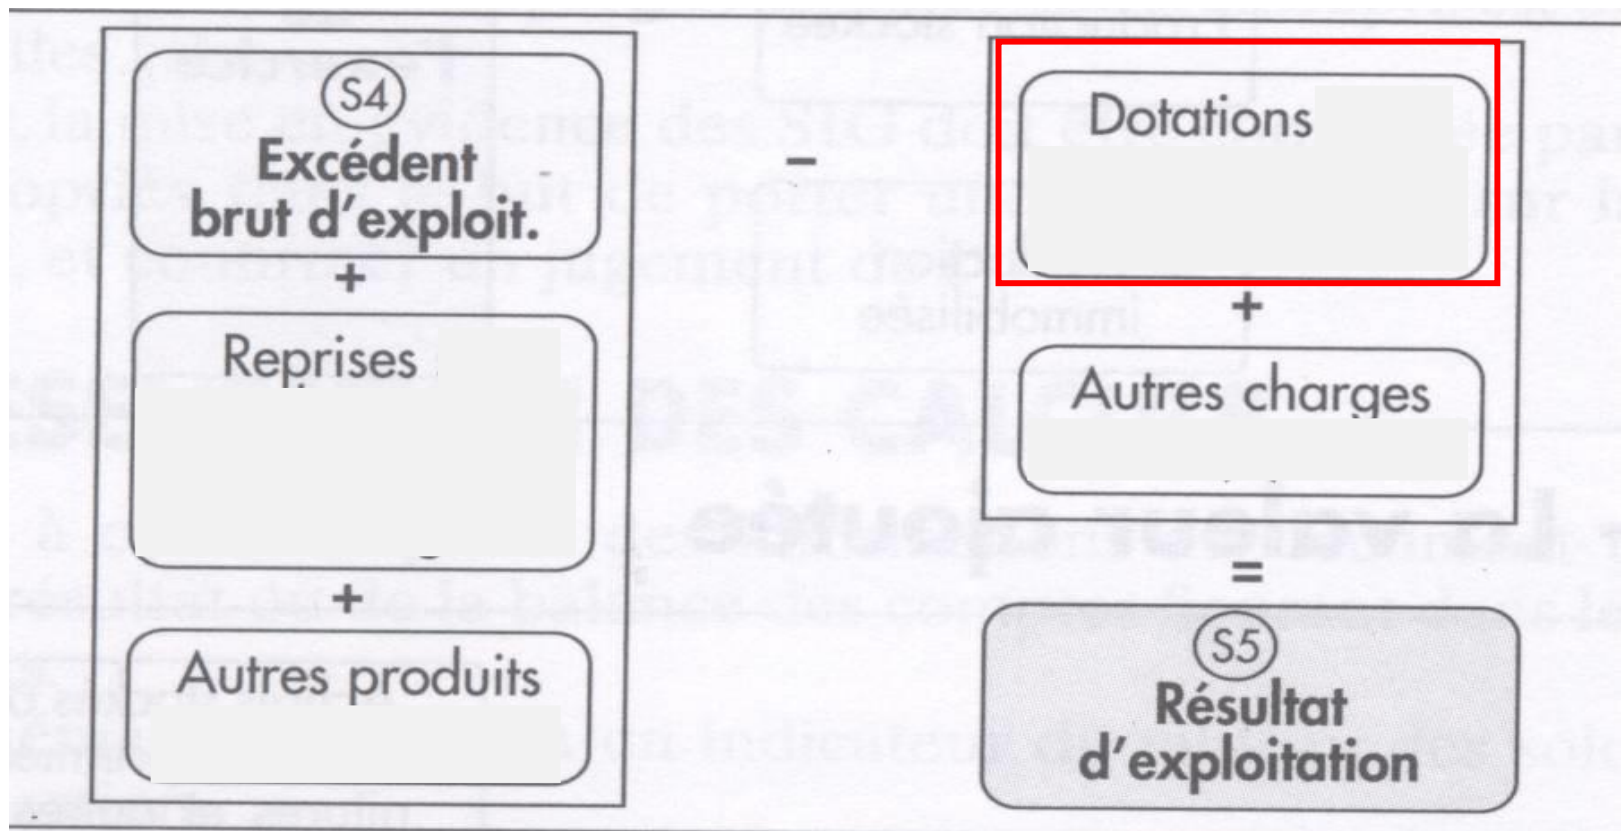 S4
Excédent
brut d'exploit.
+
Reprises
+
Autres produits
-
Dotations
+
Autres charges
=
S5
Résultat
d'exploitation